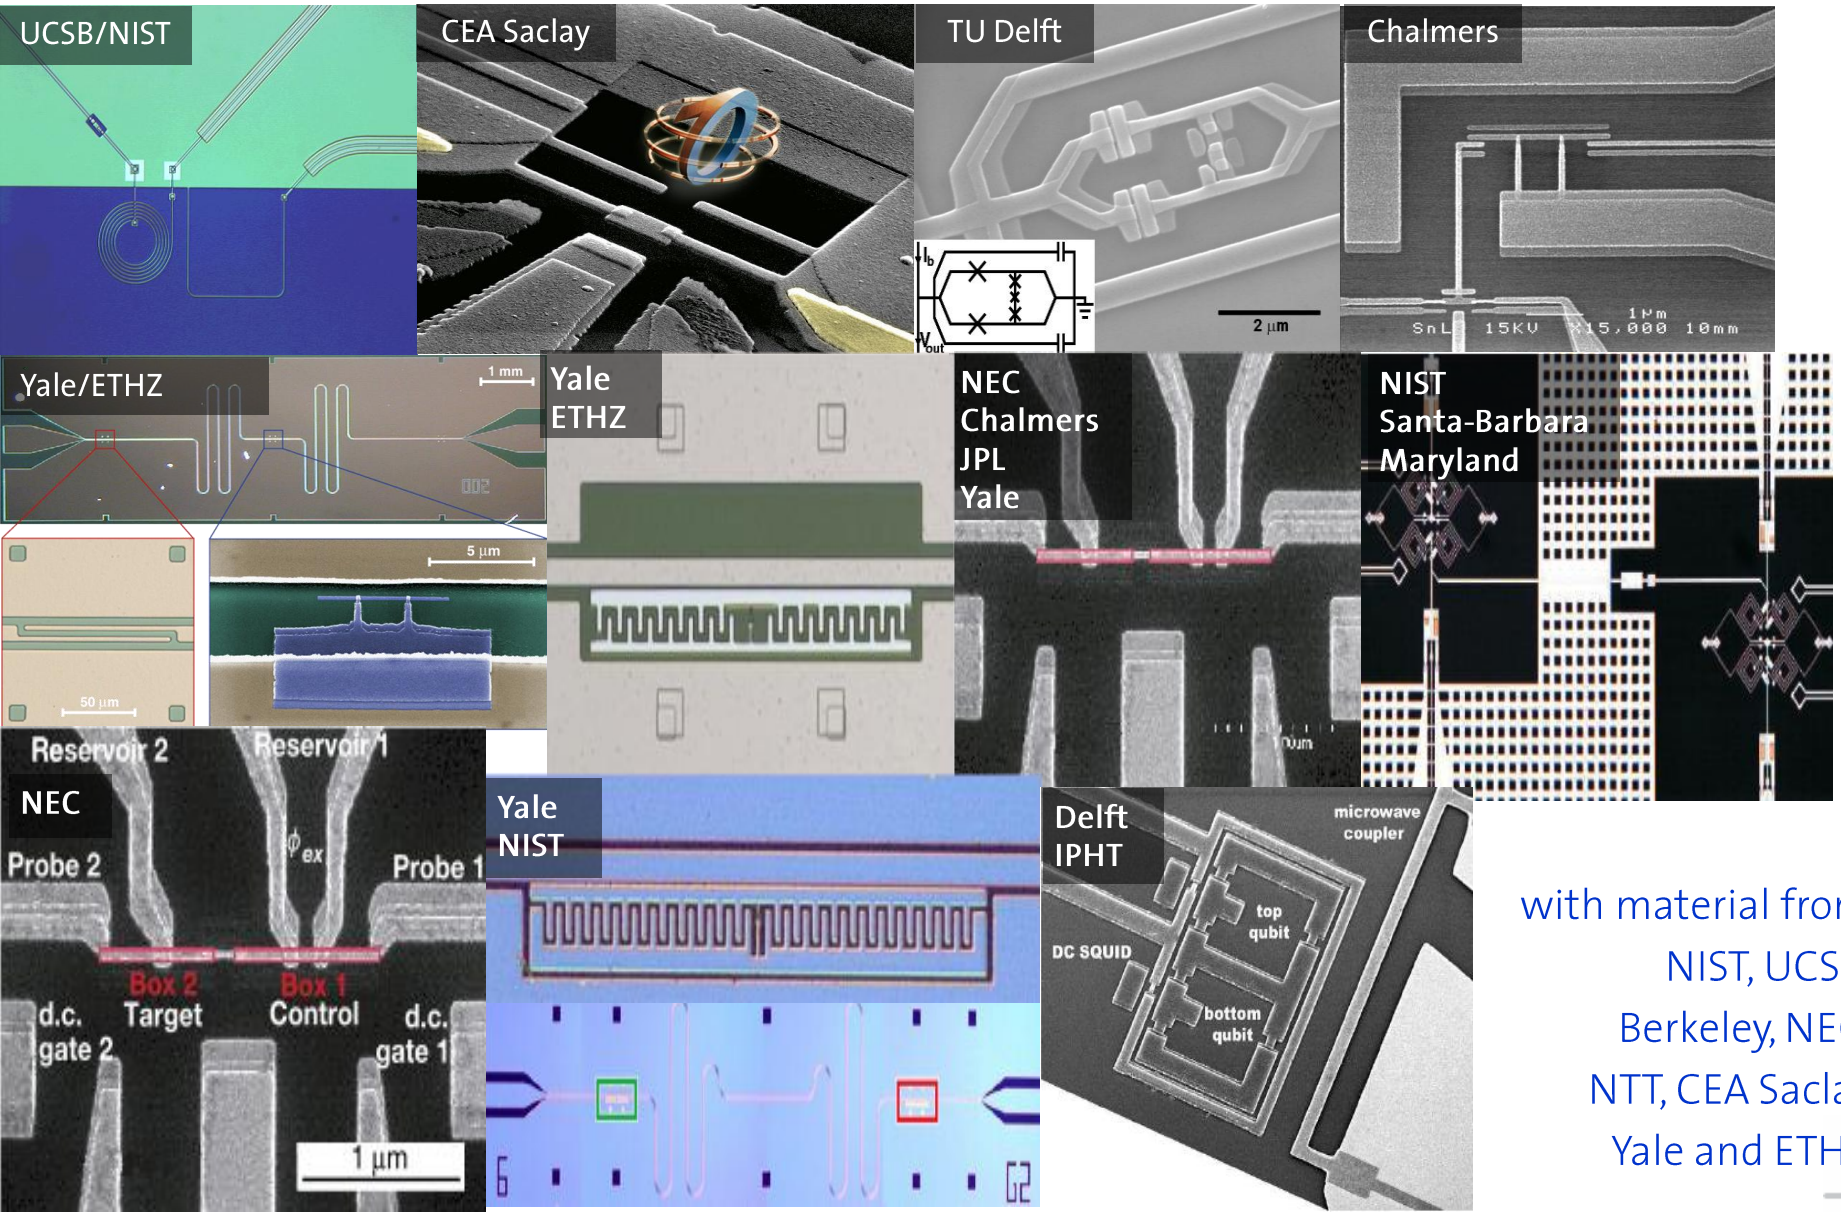 UCSB/NIST
CEA Saclay
TU Delft
Chalmers
I_b
V_out
2 µm
1µm
SnL 15KV X15,000 10mm
Yale/ETHZ
1 mm
50 µm
5 µm
Yale
ETHZ
NEC
Chalmers
JPL
Yale
NIST
Santa-Barbara
Maryland
Reservoir 2
Reservoir 1
NEC
ϕ_ex
Probe 2
Probe 1
Box 2
Box 1
Target
Control
d.c.
gate 2
d.c.
gate 1
1 µm
Yale
NIST
6
G2
Delft
IPHT
microwave
coupler
top
qubit
DC SQUID
bottom
qubit
with material fro
NIST, UCS
Berkeley, NE
NTT, CEA Sacl
Yale and ETH